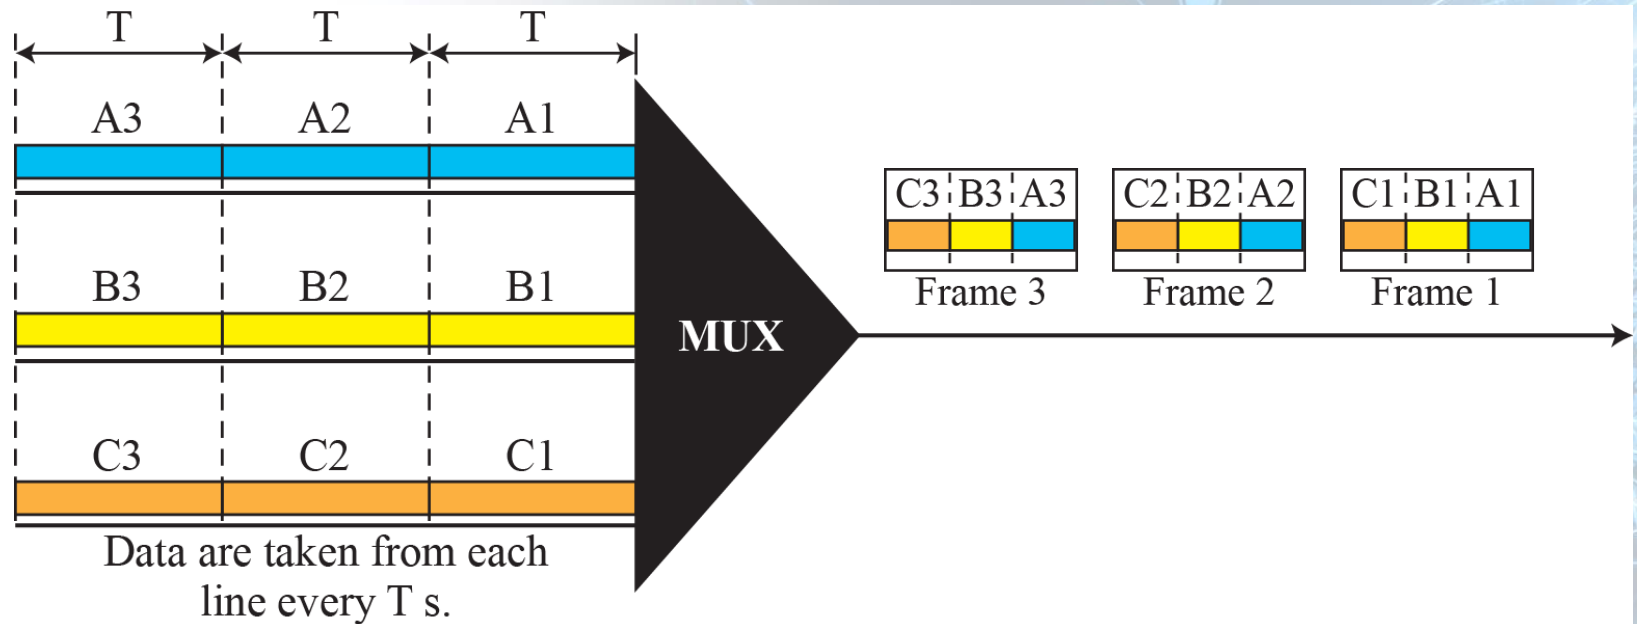 T T T
A3 A2 A1
C3 B3 A3 C2 B2 A2 C1 B1 A1
Frame 3 Frame 2 Frame 1
B3 B2 B1
MUX
C3 C2 C1
Data are taken from each
line every T s.